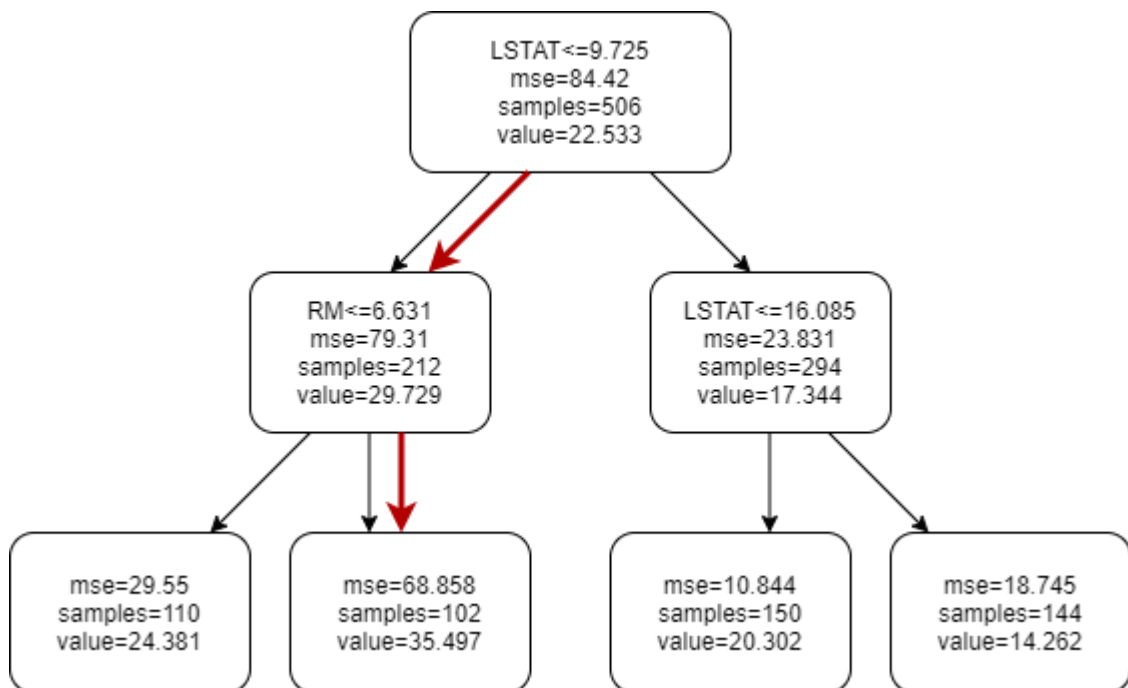 LSTAT<=9.725
mse=84.42
samples=506
value=22.533
RM<=6.631
mse=79.31
samples=212
value=29.729
LSTAT<=16.085
mse=23.831
samples=294
value=17.344
mse=29.55
samples=110
value=24.381
mse=68.858
samples=102
value=35.497
mse=10.844
samples=150
value=20.302
mse=18.745
samples=144
value=14.262